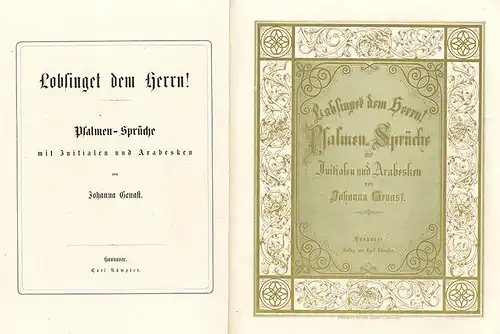 Lobsinget dem Herrn!
Psalmen-Sprüche
mit Initialen und Arabesken
von
Johanna Genast.
Hannover.
Carl Rümpler.
Lobsinget dem Herrn!
Psalmen-Sprüche
mit
Initialen und Arabesken
von
Johanna Genast.
Hannover
Verlag von Carl Rümpler.